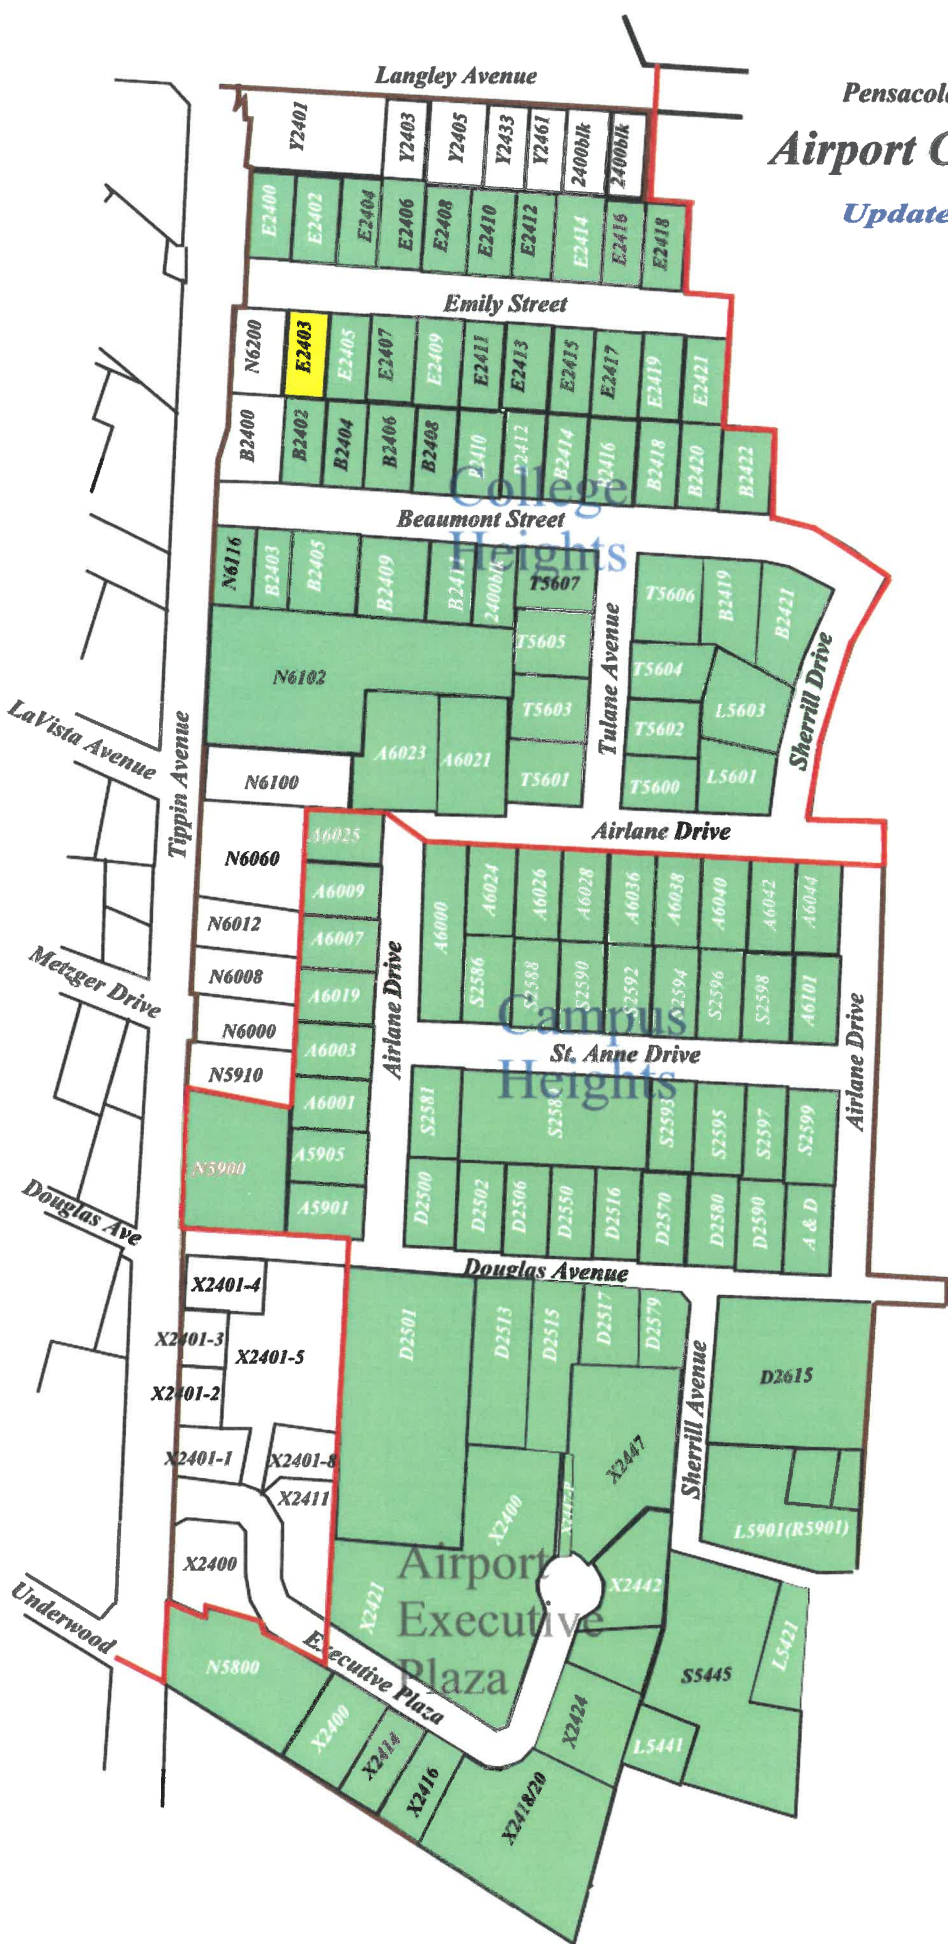 Langley Avenue
Pensacola
Airport C
Update
Y2401
Y2403
Y2405
Y2433
Y2461
2400blk
2400blk
E2400
E2402
E2404
E2406
E2408
E2410
E2412
E2414
E2416
E2418
Emily Street
N6200
E2403
E2405
E2407
E2409
E2411
E2413
E2415
E2417
E2419
E2421
B2400
B2402
B2404
B2406
B2408
B2410
B2412
B2414
B2416
B2418
B2420
B2422
College
Heights
Beaumont Street
N6116
B2403
B2405
B2409
B241
2400blk
T5607
T5605
T5603
T5601
Tulane Avenue
T5606
B2419
B2421
T5604
L5603
T5602
L5601
T5600
Sherrill Drive
N6102
A6023
A6021
N6100
LaVista Avenue
Tippin Avenue
Airlane Drive
N6060
N6012
N6008
N6000
N5910
N5900
A6025
A6009
A6007
A6019
A6003
A6001
A5905
A5901
Airlane Drive
A6000
A6024
A6026
A6028
A6036
A6038
A6040
A6042
A6044
S2586
S2588
S2590
S2592
S2594
S2596
S2598
A6101
Campus
Heights
St. Anne Drive
Airlane Drive
Metzger Drive
S2581
S258
S2593
S2595
S2597
S2599
D2500
D2502
D2506
D2550
D2516
D2570
D2580
D2590
A & D
Douglas Ave
Douglas Avenue
X2401-4
X2401-3
X2401-5
X2401-2
X2401-1
X2401-8
X2411
X2400
D2501
D2513
D2515
D2517
D2579
Sherrill Avenue
D2615
X2447
X2400
L5901(R5901)
X2421
X2442
Airport
Executive
Plaza
Underwood
Executive Plaza
N5800
X2400
X2414
X2416
X2418/20
X2424
S5445
L5421
L5441